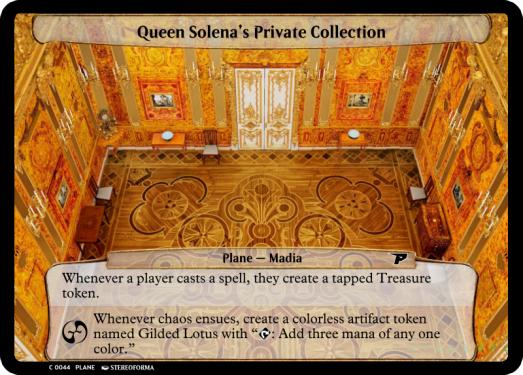 Queen Solena's Private Collection
Plane — Madia
Whenever a player casts a spell, they create a tapped Treasure
token.
Whenever chaos ensues, create a colorless artifact token
named Gilded Lotus with “: Add three mana of any one
color.”
C 0044 PLANE STEREOFORMA